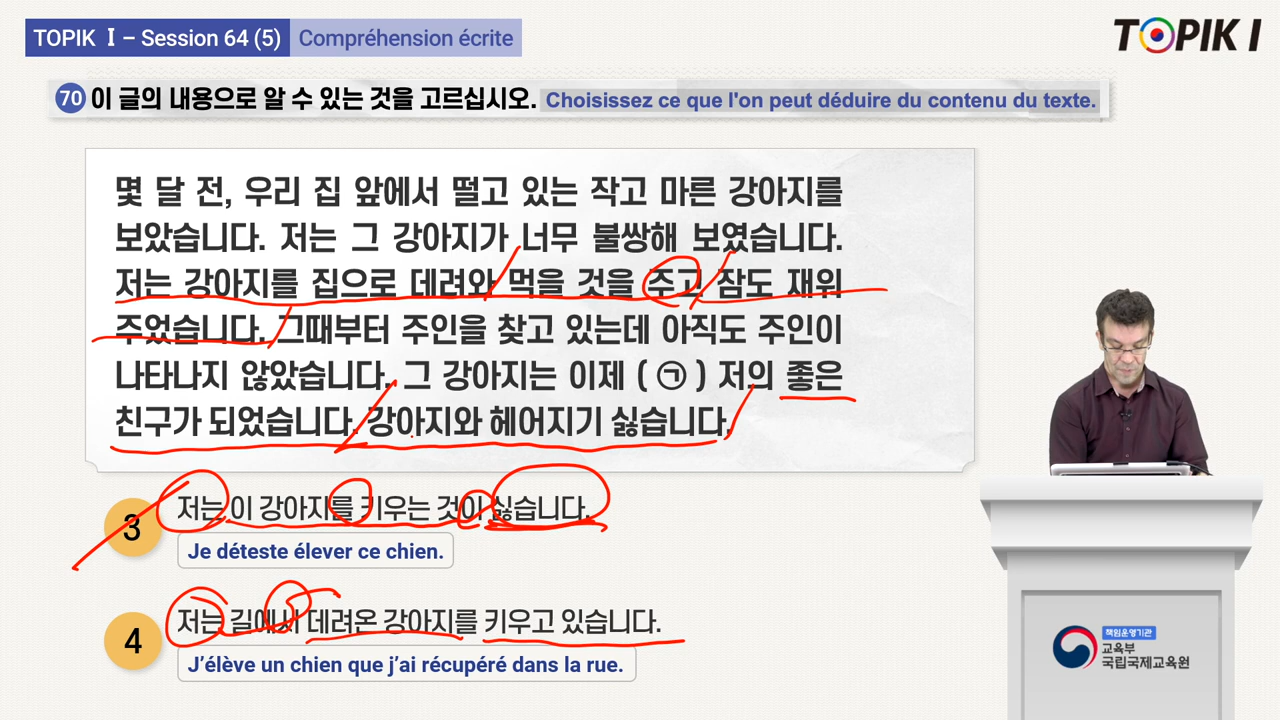 TOPIK I – Session 64 (5) Compréhension écrite
TOPIK I
70 이 글의 내용으로 알 수 있는 것을 고르십시오. Choisissez ce que l'on peut déduire du contenu du texte.
몇 달 전, 우리 집 앞에서 떨고 있는 작고 마른 강아지를
보았습니다. 저는 그 강아지가 너무 불쌍해 보였습니다.
저는 강아지를 집으로 데려와 먹을 것을 주고 잠도 재워
주었습니다. 그때부터 주인을 찾고 있는데 아직도 주인이
나타나지 않았습니다. 그 강아지는 이제 ( ㉠ ) 저의 좋은
친구가 되었습니다. 강아지와 헤어지기 싫습니다.
3 저는 이 강아지를 키우는 것이 싫습니다.
Je déteste élever ce chien.
4 저는 길에서 데려온 강아지를 키우고 있습니다.
J'élève un chien que j'ai récupéré dans la rue.
책임운영기관
교육부
국립국제교육원